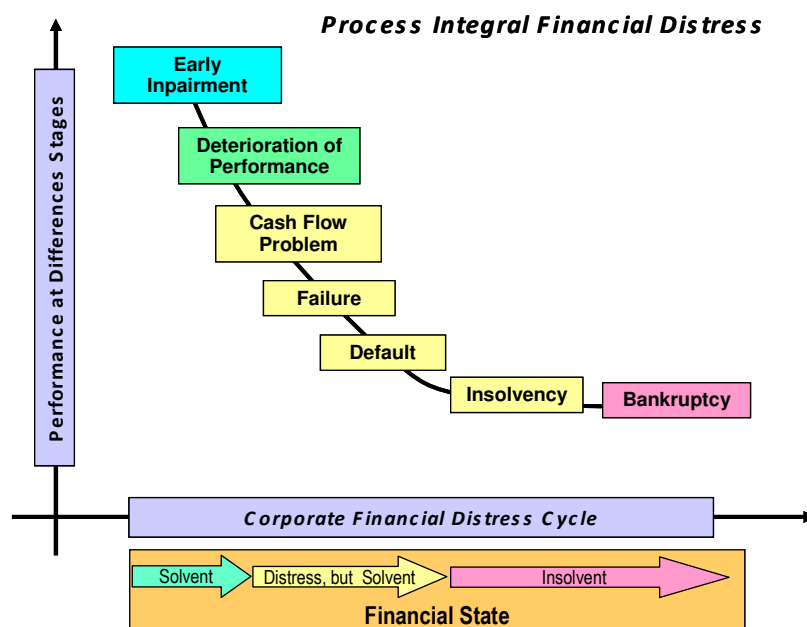 Process Integral Financial Distress
Early
Inpairment
Deterioration of
Performance
Cash Flow
Problem
Failure
Default
Insolvency
Bankruptcy
Performance at Differences Stages
Corporate Financial Distress Cycle
Solvent
Distress, but Solvent
Insolvent
Financial State